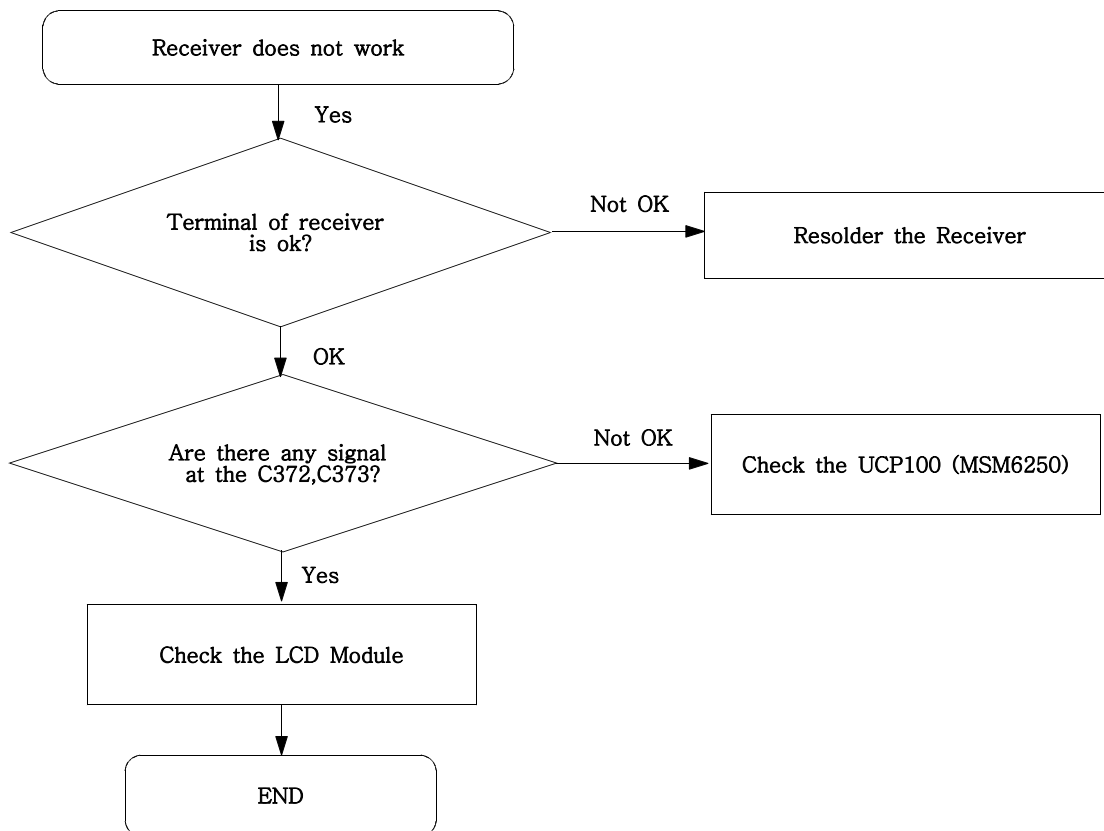 Receiver does not work
Yes
Terminal of receiver
is ok?
Not OK
Resolder the Receiver
OK
Are there any signal
at the C372,C373?
Not OK
Check the UCP100 (MSM6250)
Yes
Check the LCD Module
END